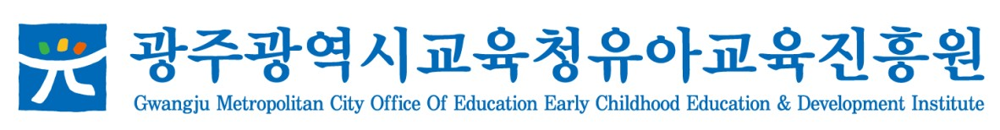 광주광역시교육청유아교육진흥원
Gwangju Metropolitan City Office Of Education Early Childhood Education & Development Institute